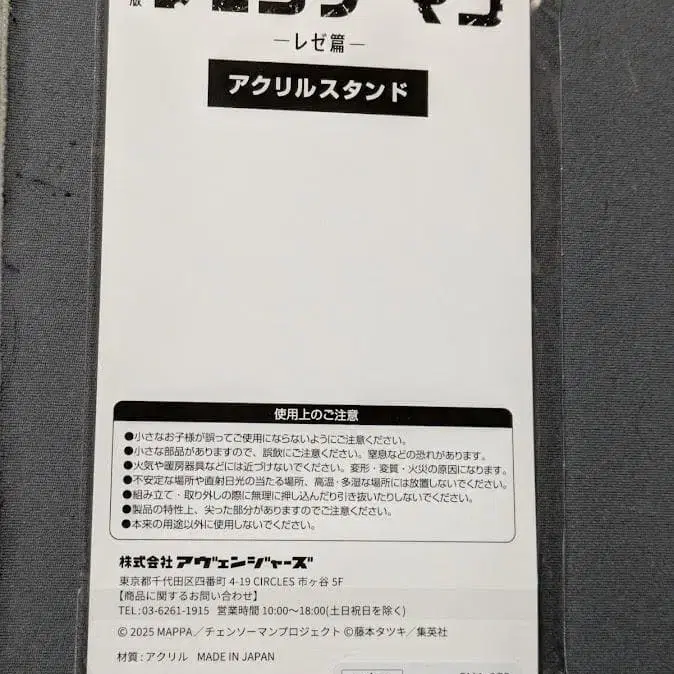 版 チェンソーマン
―レゼ篇―
アクリルスタンド
使用上のご注意
●小さなお子様が誤ってご使用にならないようにご注意ください。
●小さな部品がありますので、誤飲にご注意ください。窒息などの恐れがあります。
●火気や暖房器具などには近づけないでください。変形・変質・火災の原因になります。
●不安定な場所や直射日光の当たる場所、高温・多湿な場所には放置しないでください。
●組み立て・取り外しの際に無理に押し込んだり引き抜いたりしないでください。
●製品の特性上、尖った部分がありますのでご注意ください。
●本来の用途以外に使用しないでください。
株式会社 アヴェンジャーズ
東京都千代田区四番町 4-19 CIRCLES 市ヶ谷 5F
【商品に関するお問い合わせ】
TEL:03-6261-1915 営業時間 10:00～18:00(土日祝日を除く)
© 2025 MAPPA／チェンソーマンプロジェクト ©藤本タツキ／集英社
材質:アクリル MADE IN JAPAN